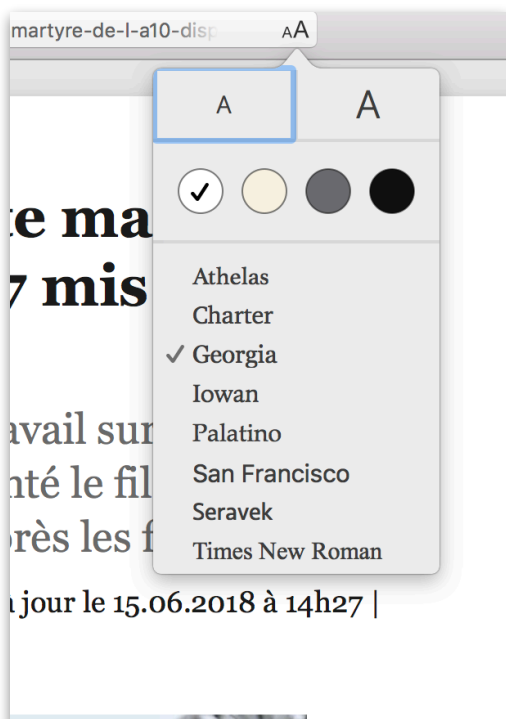 martyre-de-l-a10-disp
AA
A
A
te ma
7 mis
Athelas
Charter
Georgia
Iowan
Palatino
San Francisco
Seravek
Times New Roman
avail sur
nté le fil
près les f
à jour le 15.06.2018 à 14h27 |